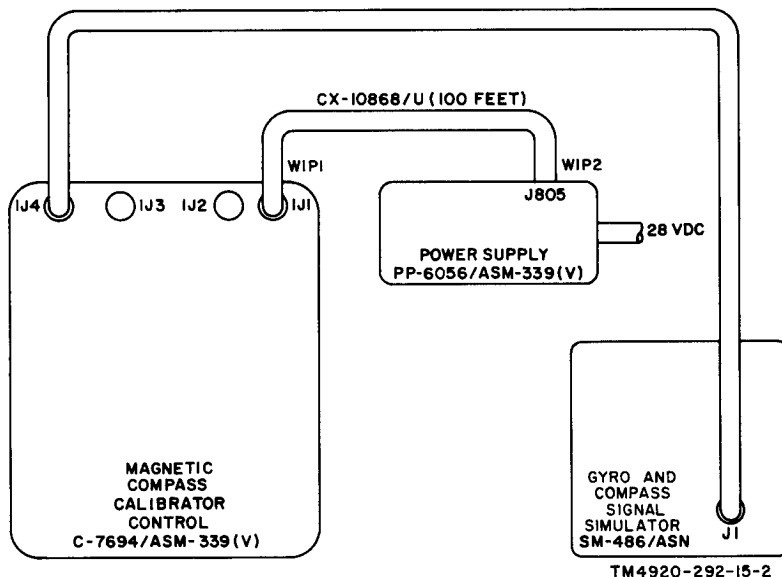 CX-10868/U (100 FEET)
W1P1
W1P2
1J4
1J3
1J2
1J1
J805
28 VDC
POWER SUPPLY
PP-6056/ASM-339(V)
MAGNETIC
COMPASS
CALIBRATOR
CONTROL
C-7694/ASM-339(V)
GYRO AND
COMPASS
SIGNAL
SIMULATOR
SM-486/ASN
J1
TM4920-292-15-2